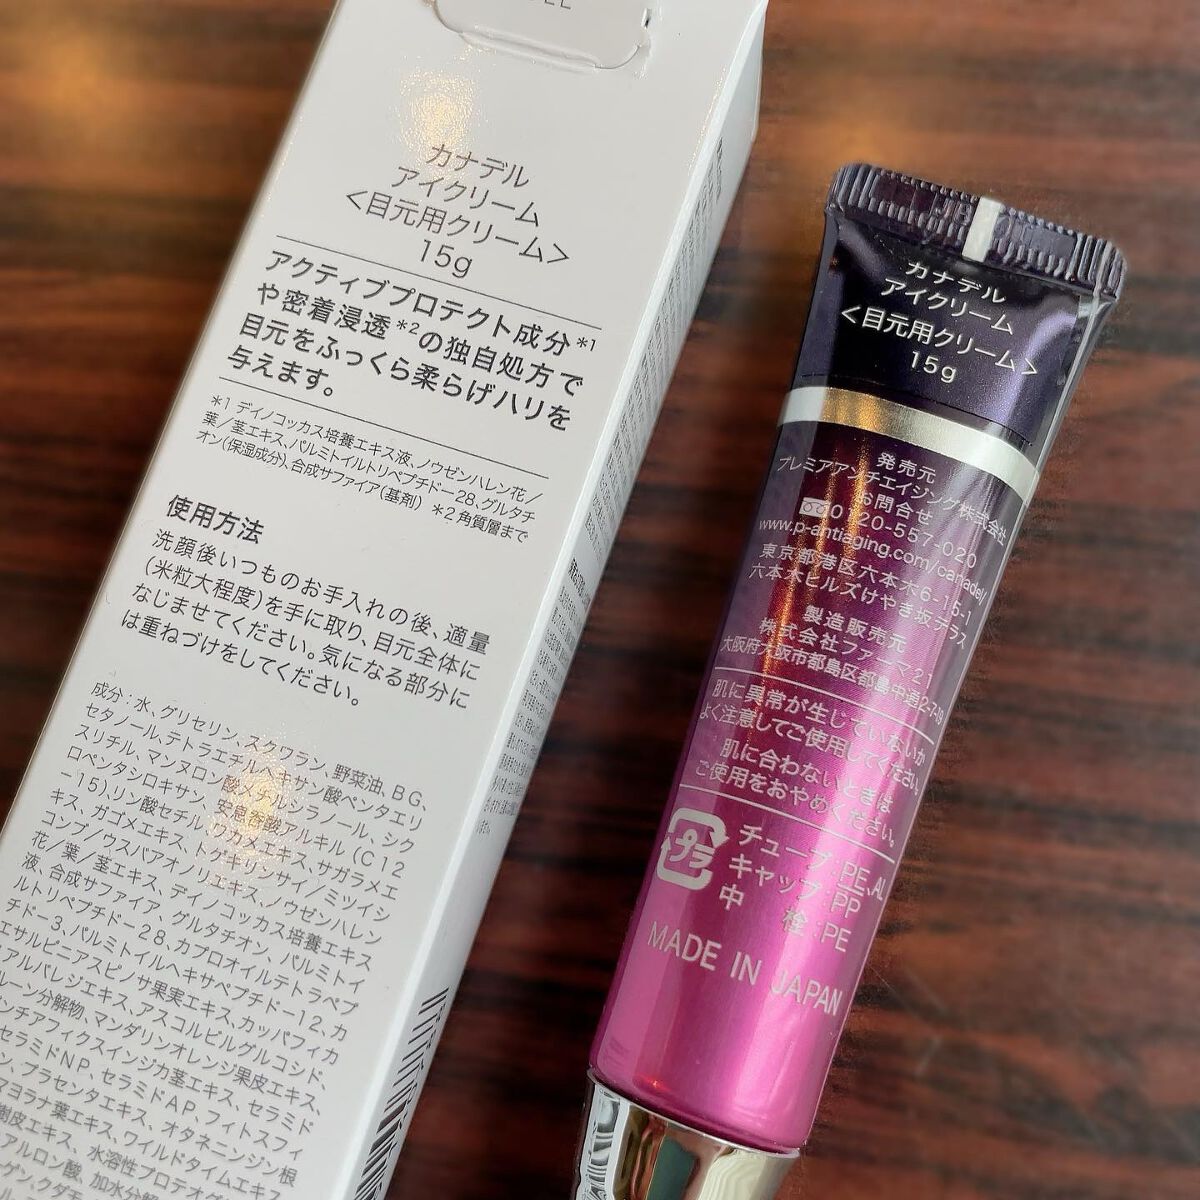 カナデル
アイクリーム
<目元用クリーム>
15g
アクティブプロテクト成分*1
や密着浸透*2の独自処方で
目元をふっくら柔らげハリを
与えます。
*1 デイノコッカス培養エキス液、ノウゼンハレン花/
葉/茎エキス、パルミトイルトリペプチド-28、グルタチ
オン(保湿成分)、合成サファイア(基剤) *2 角質層まで
使用方法
洗顔後いつものお手入れの後、適量
(米粒大程度)を手に取り、目元全体に
なじませてください。気になる部分に
は重ねづけをしてください。
成分:水、グリセリン、スクワラン、野菜油、BG、
セタノール、テトラエチルヘキサン酸ペンタエリ
スリチル、マンヌロン酸メチルシラノール、シク
ロペンタシロキサン、安息香酸アルキル(C12
-15)、リン酸セチル、ワカメエキス、サガラメエ
キス、ガゴメエキス、トゲキリンサイ/ミツイシ
コンブ/ウスバアオノリエキス、ノウゼンハレン
花/葉/茎エキス、デイノコッカス培養エキス
液、合成サファイア、グルタチオン、パルミトイ
ルトリペプチド-28、カプロオイルテトラペプ
チド-3、パルミトイルヘキサペプチド-12、カ
エサルピニアスピノサ果実エキス、カッパフィカ
スアルバレジエキス、アスコルビルグルコシド、
ルーツ分解物、マンダリンオレンジ果皮エキス、
ンチアフィクスインジカ茎エキス、セラミド
セラミドNP、セラミドAP、フィトスフィ
ン、プラセンタエキス、オタネニンジン根
マヨラナ葉エキス、ワイルドタイムエキス
樹皮エキス、水溶性プロテオグ
アルロン酸、加水分解
ーゲン、クダモ
カナデル
アイクリーム
<目元用クリーム>
15g
発売元
プレミアアンチエイジング株式会社
お問合せ
0120-557-020
www.p-antiaging.com/canadel/
東京都港区六本木6-15-1
六本木ヒルズけやき坂テラス
製造販売元
株式会社ファーマ21
大阪府大阪市都島区都島中通2-7-19
肌に異常が生じていないか
よく注意してご使用してください。
肌に合わないときは
ご使用をおやめください。
プラ
チューブ:PE、AL
キャップ:PP
中 栓:PE
MADE IN JAPAN